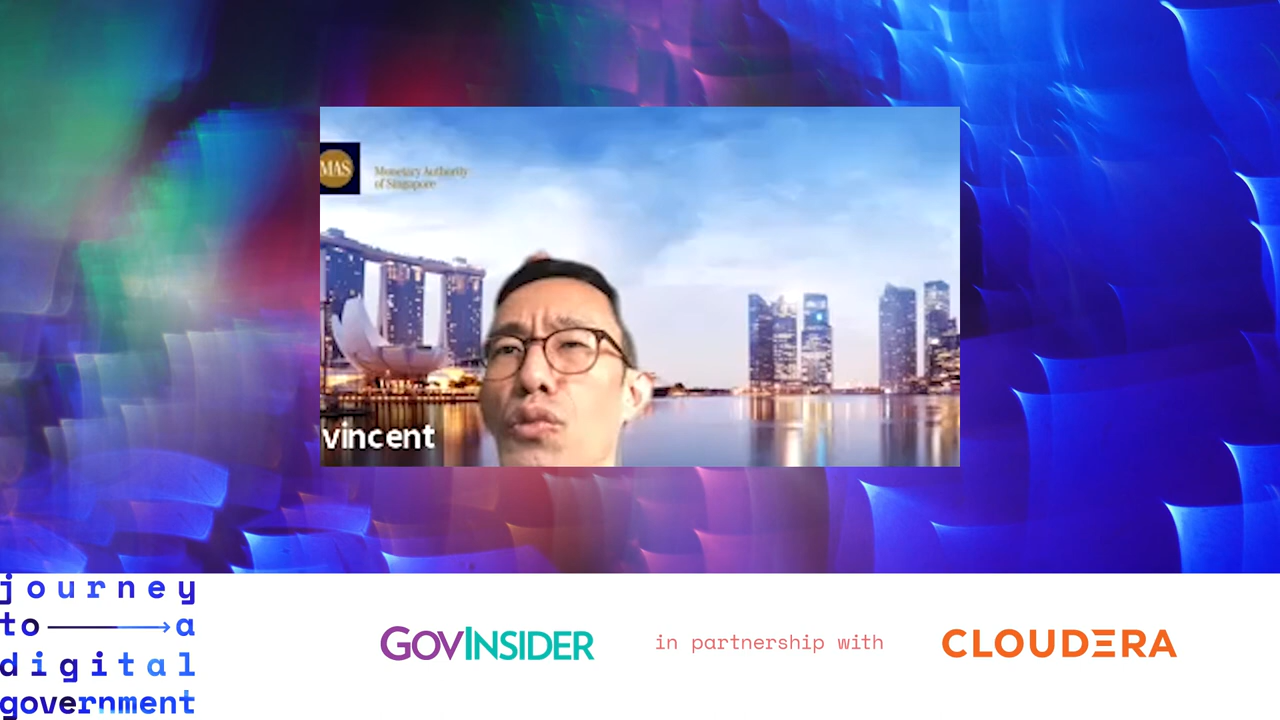 MAS
Monetary Authority
of Singapore
vincent
journey
to a
digital
government
GOVINSIDER
in partnership with
CLOUDERA